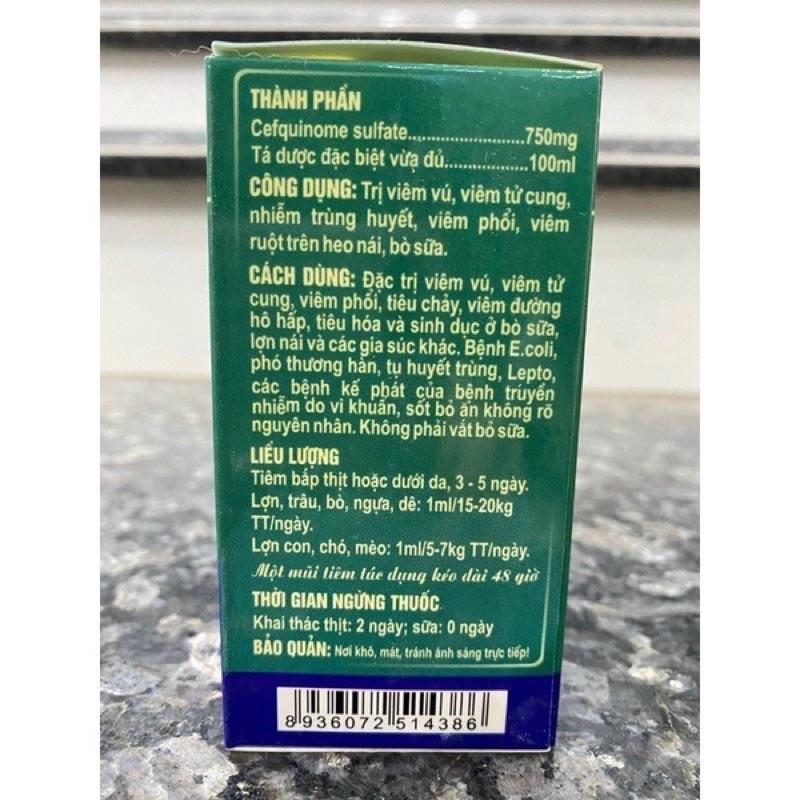 THÀNH PHẦN
Cefquinome sulfate............................750mg
Tá dược đặc biệt vừa đủ..................100ml
CÔNG DỤNG: Trị viêm vú, viêm tử cung,
nhiễm trùng huyết, viêm phổi, viêm
ruột trên heo nái, bò sữa.
CÁCH DÙNG: Đặc trị viêm vú, viêm tử
cung, viêm phổi, tiêu chảy, viêm đường
hô hấp, tiêu hóa và sinh dục ở bò sữa,
lợn nái và các gia súc khác. Bệnh E.coli,
phó thương hàn, tụ huyết trùng, Lepto,
các bệnh kế phát của bệnh truyền
nhiễm do vi khuẩn, sốt bỏ ăn không rõ
nguyên nhân. Không phải vắt bỏ sữa.
LIỀU LƯỢNG
Tiêm bắp thịt hoặc dưới da, 3 - 5 ngày.
Lợn, trâu, bò, ngựa, dê: 1ml/15-20kg
TT/ngày.
Lợn con, chó, mèo: 1ml/5-7kg TT/ngày.
Một mũi tiêm tác dụng kéo dài 48 giờ
THỜI GIAN NGỪNG THUỐC
Khai thác thịt: 2 ngày; sữa: 0 ngày
BẢO QUẢN: Nơi khô, mát, tránh ánh sáng trực tiếp!
8 936072 514386